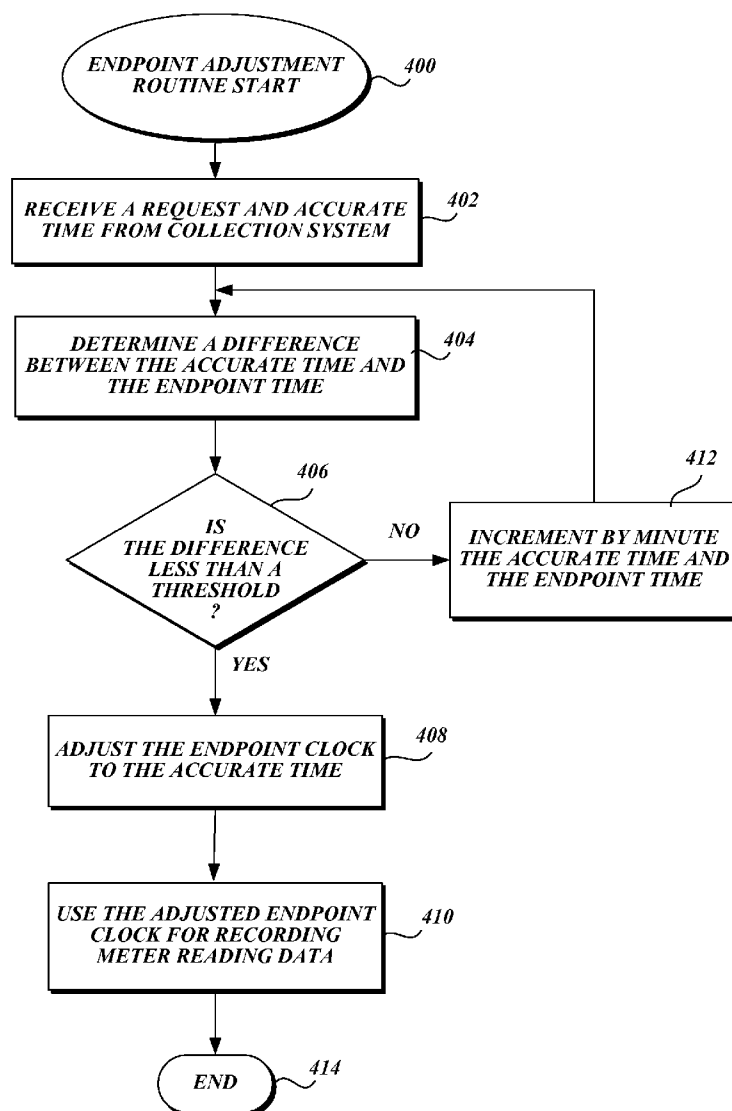 ENDPOINT ADJUSTMENT
ROUTINE START
400
RECEIVE A REQUEST AND ACCURATE
TIME FROM COLLECTION SYSTEM
402
DETERMINE A DIFFERENCE
BETWEEN THE ACCURATE TIME AND
THE ENDPOINT TIME
404
406
IS
THE DIFFERENCE
LESS THAN A
THRESHOLD
?
NO
412
INCREMENT BY MINUTE
THE ACCURATE TIME AND
THE ENDPOINT TIME
YES
ADJUST THE ENDPOINT CLOCK
TO THE ACCURATE TIME
408
USE THE ADJUSTED ENDPOINT
CLOCK FOR RECORDING
METER READING DATA
410
END
414